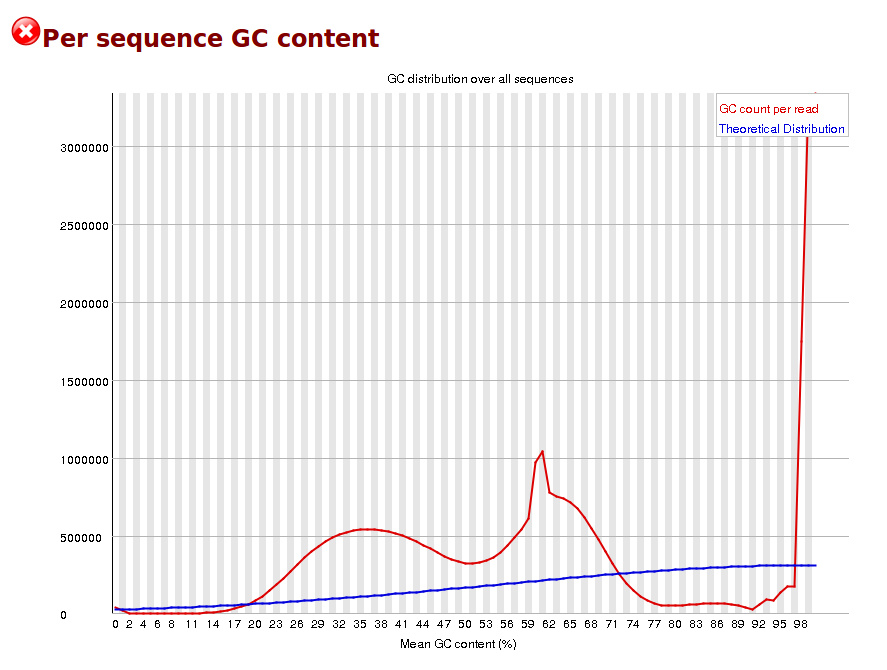 Per sequence GC content
GC distribution over all sequences
GC count per read
Theoretical Distribution
3000000
2500000
2000000
1500000
1000000
500000
0
0 2 4 6 8 11 14 17 20 23 26 29 32 35 38 41 44 47 50 53 56 59 62 65 68 71 74 77 80 83 86 89 92 95 98
Mean GC content (%)